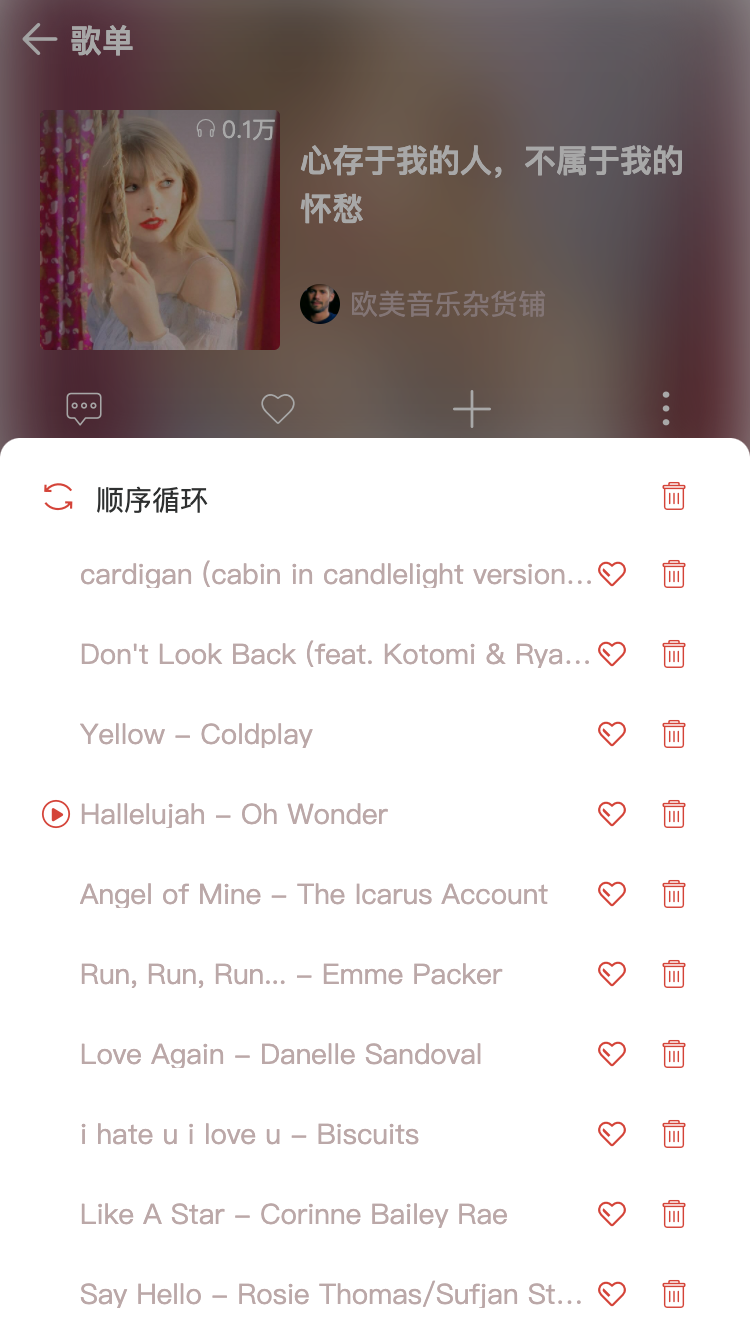 歌单
0.1万
心存于我的人，不属于我的
怀愁
欧美音乐杂货铺
顺序循环
cardigan (cabin in candlelight version...
Don't Look Back (feat. Kotomi & Rya...
Yellow – Coldplay
Hallelujah – Oh Wonder
Angel of Mine – The Icarus Account
Run, Run, Run... – Emme Packer
Love Again – Danelle Sandoval
i hate u i love u – Biscuits
Like A Star – Corinne Bailey Rae
Say Hello – Rosie Thomas/Sufjan St...